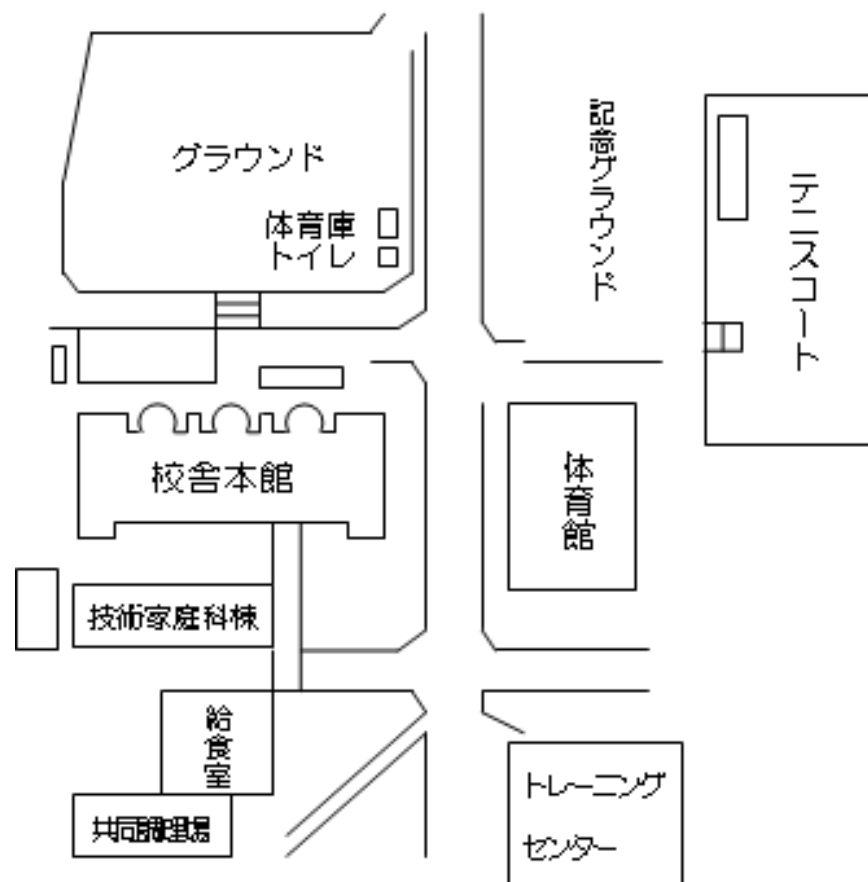 グラウンド
体育庫
トイレ
記念グラウンド
テニスコート
校舎本館
体育館
技術家庭科棟
給食室
共同調理場
トレーニング
センター